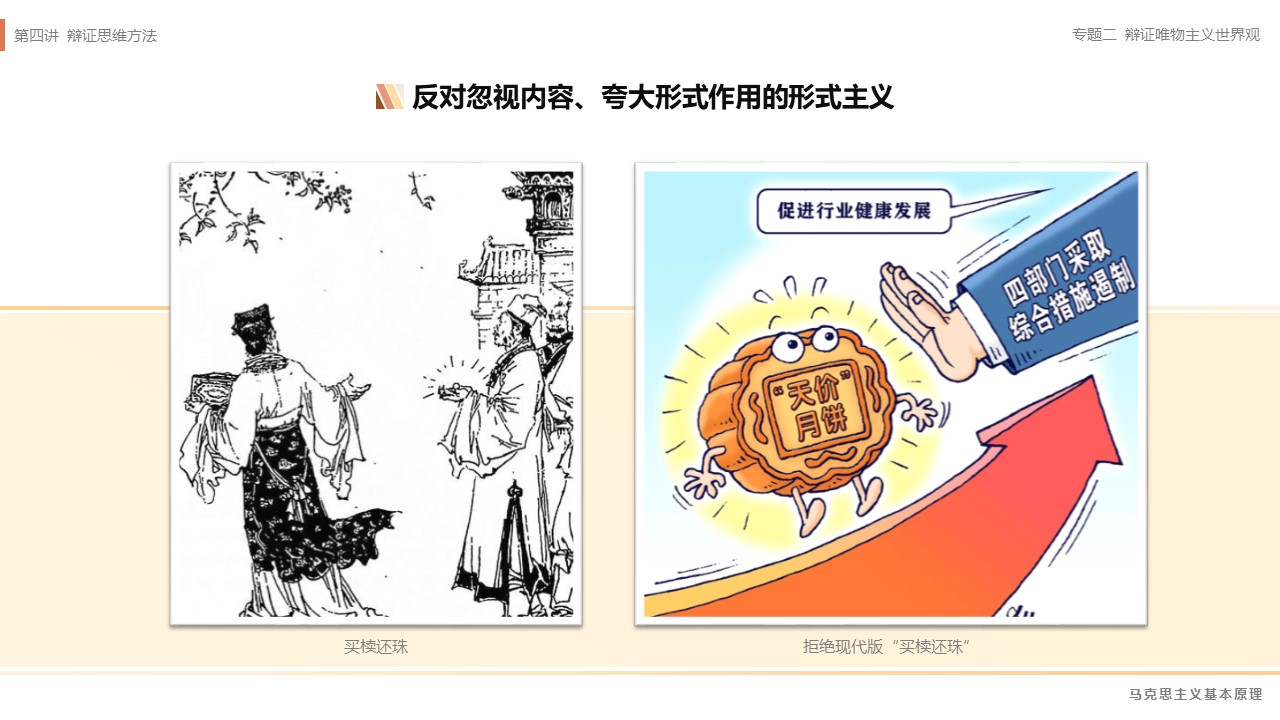 第四讲 辩证思维方法
专题二 辩证唯物主义世界观
反对忽视内容、夸大形式作用的形式主义
促进行业健康发展
四部门采取
综合措施遏制
“天价”
月饼
买椟还珠
拒绝现代版“买椟还珠”
马克思主义基本原理